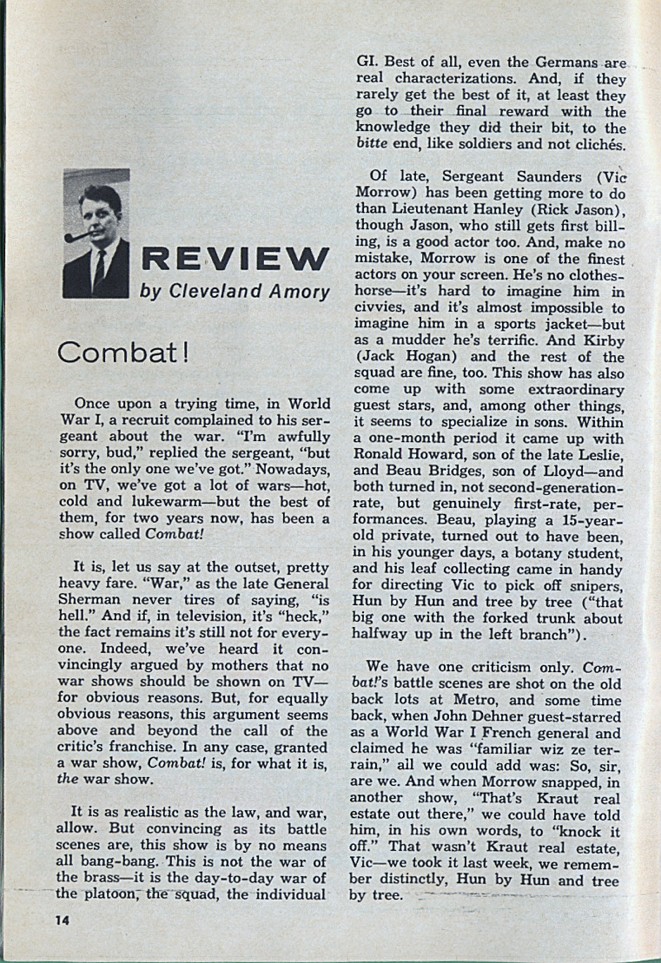 REVIEW
by Cleveland Amory
Combat!
Once upon a trying time, in World
War I, a recruit complained to his ser-
geant about the war. “I’m awfully
sorry, bud,” replied the sergeant, “but
it’s the only one we’ve got.” Nowadays,
on TV, we’ve got a lot of wars—hot,
cold and lukewarm—but the best of
them, for two years now, has been a
show called Combat!
It is, let us say at the outset, pretty
heavy fare. “War,” as the late General
Sherman never tires of saying, “is
hell.” And if, in television, it’s “heck,”
the fact remains it’s still not for every-
one. Indeed, we’ve heard it con-
vincingly argued by mothers that no
war shows should be shown on TV—
for obvious reasons. But, for equally
obvious reasons, this argument seems
above and beyond the call of the
critic’s franchise. In any case, granted
a war show, Combat! is, for what it is,
the war show.
It is as realistic as the law, and war,
allow. But convincing as its battle
scenes are, this show is by no means
all bang-bang. This is not the war of
the brass—it is the day-to-day war of
the platoon, the squad, the individual
GI. Best of all, even the Germans are
real characterizations. And, if they
rarely get the best of it, at least they
go to their final reward with the
knowledge they did their bit, to the
bitte end, like soldiers and not clichés.
Of late, Sergeant Saunders (Vic
Morrow) has been getting more to do
than Lieutenant Hanley (Rick Jason),
though Jason, who still gets first bill-
ing, is a good actor too. And, make no
mistake, Morrow is one of the finest
actors on your screen. He’s no clothes-
horse—it’s hard to imagine him in
civvies, and it’s almost impossible to
imagine him in a sports jacket—but
as a mudder he’s terrific. And Kirby
(Jack Hogan) and the rest of the
squad are fine, too. This show has also
come up with some extraordinary
guest stars, and, among other things,
it seems to specialize in sons. Within
a one-month period it came up with
Ronald Howard, son of the late Leslie,
and Beau Bridges, son of Lloyd—and
both turned in, not second-generation-
rate, but genuinely first-rate, per-
formances. Beau, playing a 15-year-
old private, turned out to have been,
in his younger days, a botany student,
and his leaf collecting came in handy
for directing Vic to pick off snipers,
Hun by Hun and tree by tree (“that
big one with the forked trunk about
halfway up in the left branch”).
We have one criticism only. Com-
bat!’s battle scenes are shot on the old
back lots at Metro, and some time
back, when John Dehner guest-starred
as a World War I French general and
claimed he was “familiar wiz ze ter-
rain,” all we could add was: So, sir,
are we. And when Morrow snapped, in
another show, “That’s Kraut real
estate out there,” we could have told
him, in his own words, to “knock it
off.” That wasn’t Kraut real estate,
Vic—we took it last week, we remem-
ber distinctly, Hun by Hun and tree
by tree.
14